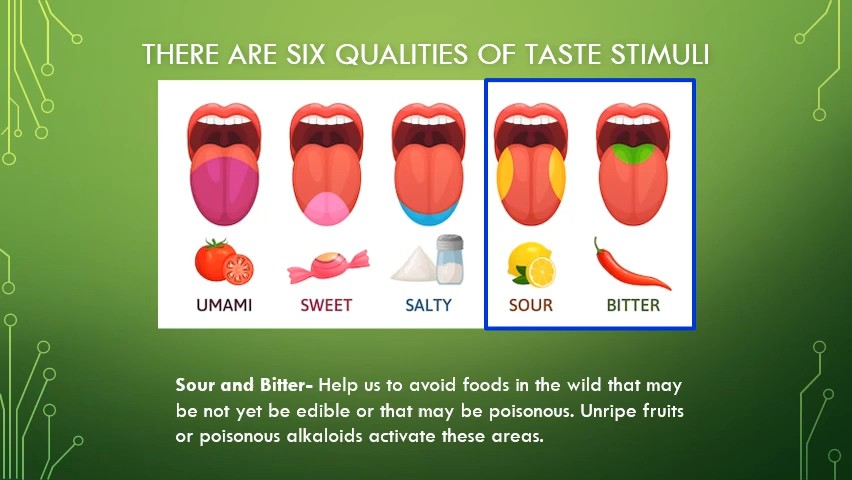 THERE ARE SIX QUALITIES OF TASTE STIMULI
UMAMI SWEET SALTY SOUR BITTER
Sour and Bitter- Help us to avoid foods in the wild that may
be not yet be edible or that may be poisonous. Unripe fruits
or poisonous alkaloids activate these areas.